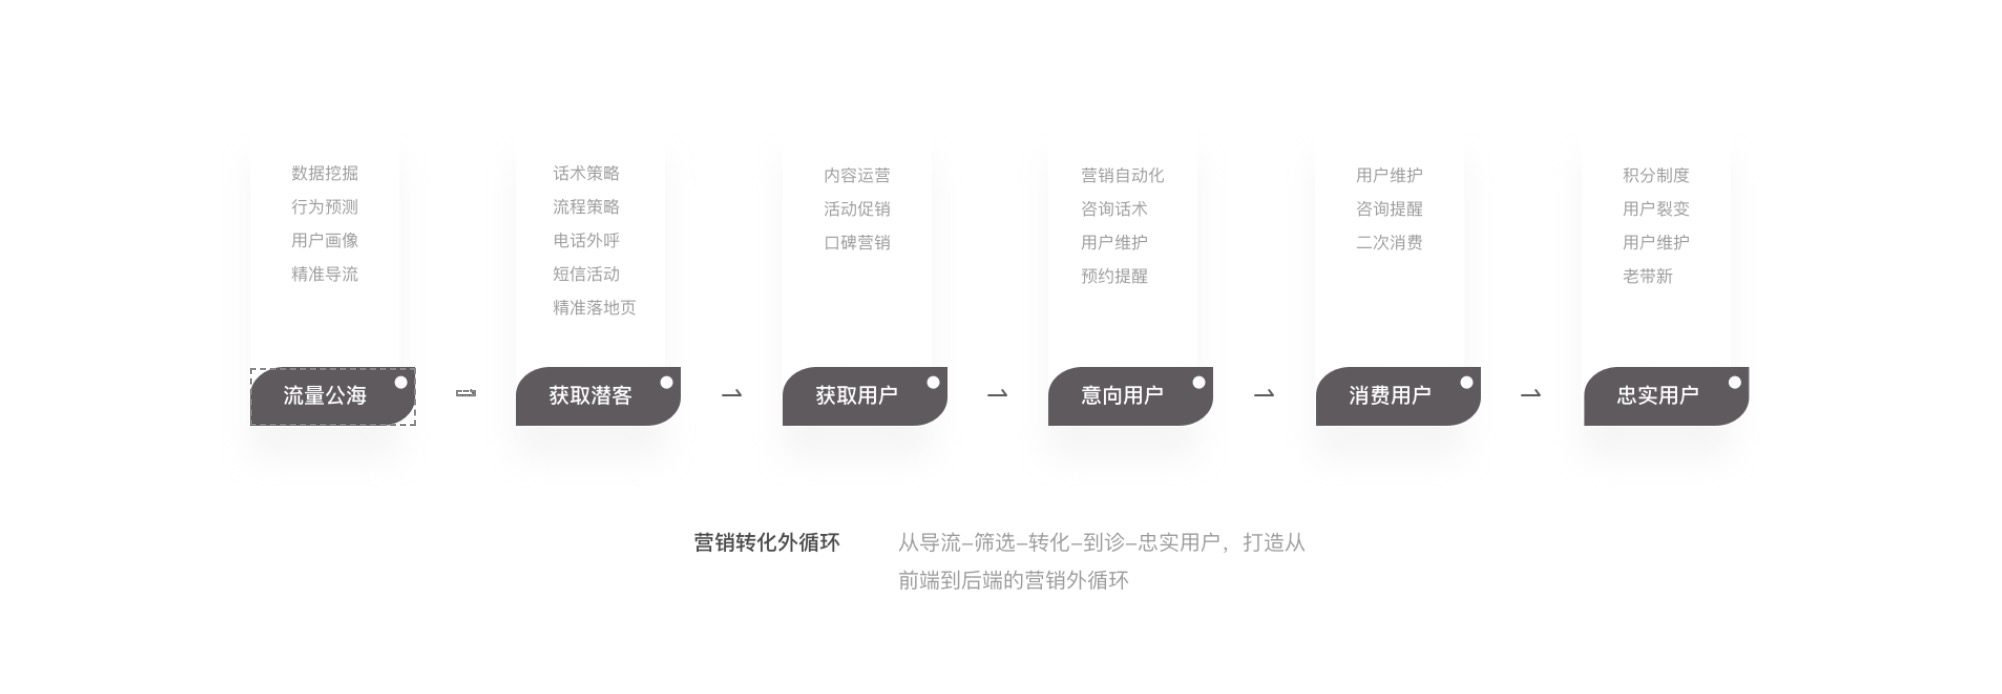 数据挖掘
行为预测
用户画像
精准导流
流量公海
话术策略
流程策略
电话外呼
短信活动
精准落地页
获取潜客
内容运营
活动促销
口碑营销
获取用户
营销自动化
咨询话术
用户维护
预约提醒
意向用户
用户维护
咨询提醒
二次消费
消费用户
积分制度
用户裂变
用户维护
老带新
忠实用户
营销转化外循环
从导流–筛选–转化–到诊–忠实用户，打造从
前端到后端的营销外循环